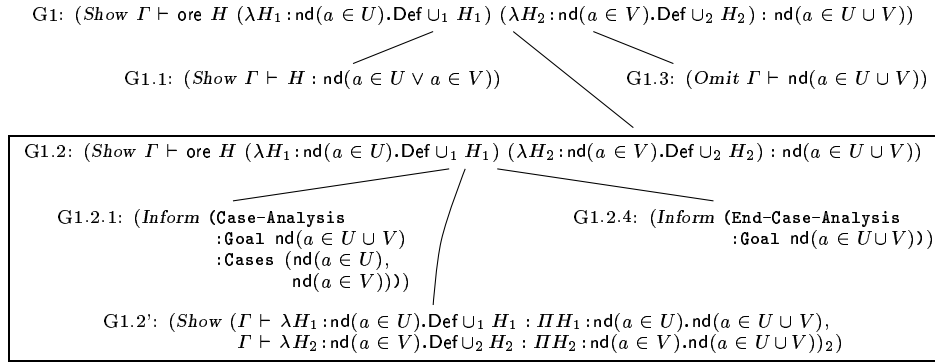 G1: (Show Γ ⊢ ore H (λH₁:nd(a ∈ U).Def ∪₁ H₁) (λH₂:nd(a ∈ V).Def ∪₂ H₂) : nd(a ∈ U ∪ V))
G1.1: (Show Γ ⊢ H : nd(a ∈ U ∨ a ∈ V)) G1.3: (Omit Γ ⊢ nd(a ∈ U ∪ V))
G1.2: (Show Γ ⊢ ore H (λH₁:nd(a ∈ U).Def ∪₁ H₁) (λH₂:nd(a ∈ V).Def ∪₂ H₂) : nd(a ∈ U ∪ V))
G1.2.1: (Inform (Case-Analysis
:Goal nd(a ∈ U ∪ V)
:Cases (nd(a ∈ U),
nd(a ∈ V))))
G1.2.4: (Inform (End-Case-Analysis
:Goal nd(a ∈ U∪V)))
G1.2': (Show (Γ ⊢ λH₁:nd(a ∈ U).Def ∪₁ H₁ : ΠH₁:nd(a ∈ U).nd(a ∈ U ∪ V),
Γ ⊢ λH₂:nd(a ∈ V).Def ∪₂ H₂ : ΠH₂:nd(a ∈ V).nd(a ∈ U ∪ V))₂)